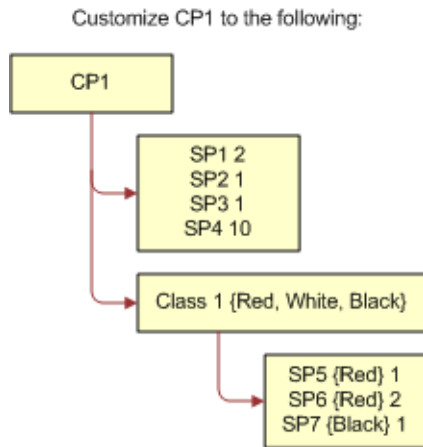 Customize CP1 to the following:
CP1
SP1 2
SP2 1
SP3 1
SP4 10
Class 1 {Red, White, Black}
SP5 {Red} 1
SP6 {Red} 2
SP7 {Black} 1